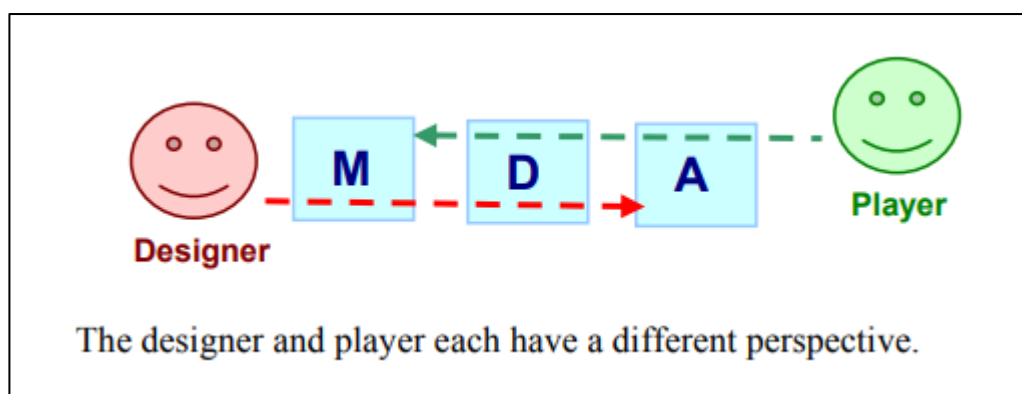 M
D
A
Player
Designer
The designer and player each have a different perspective.